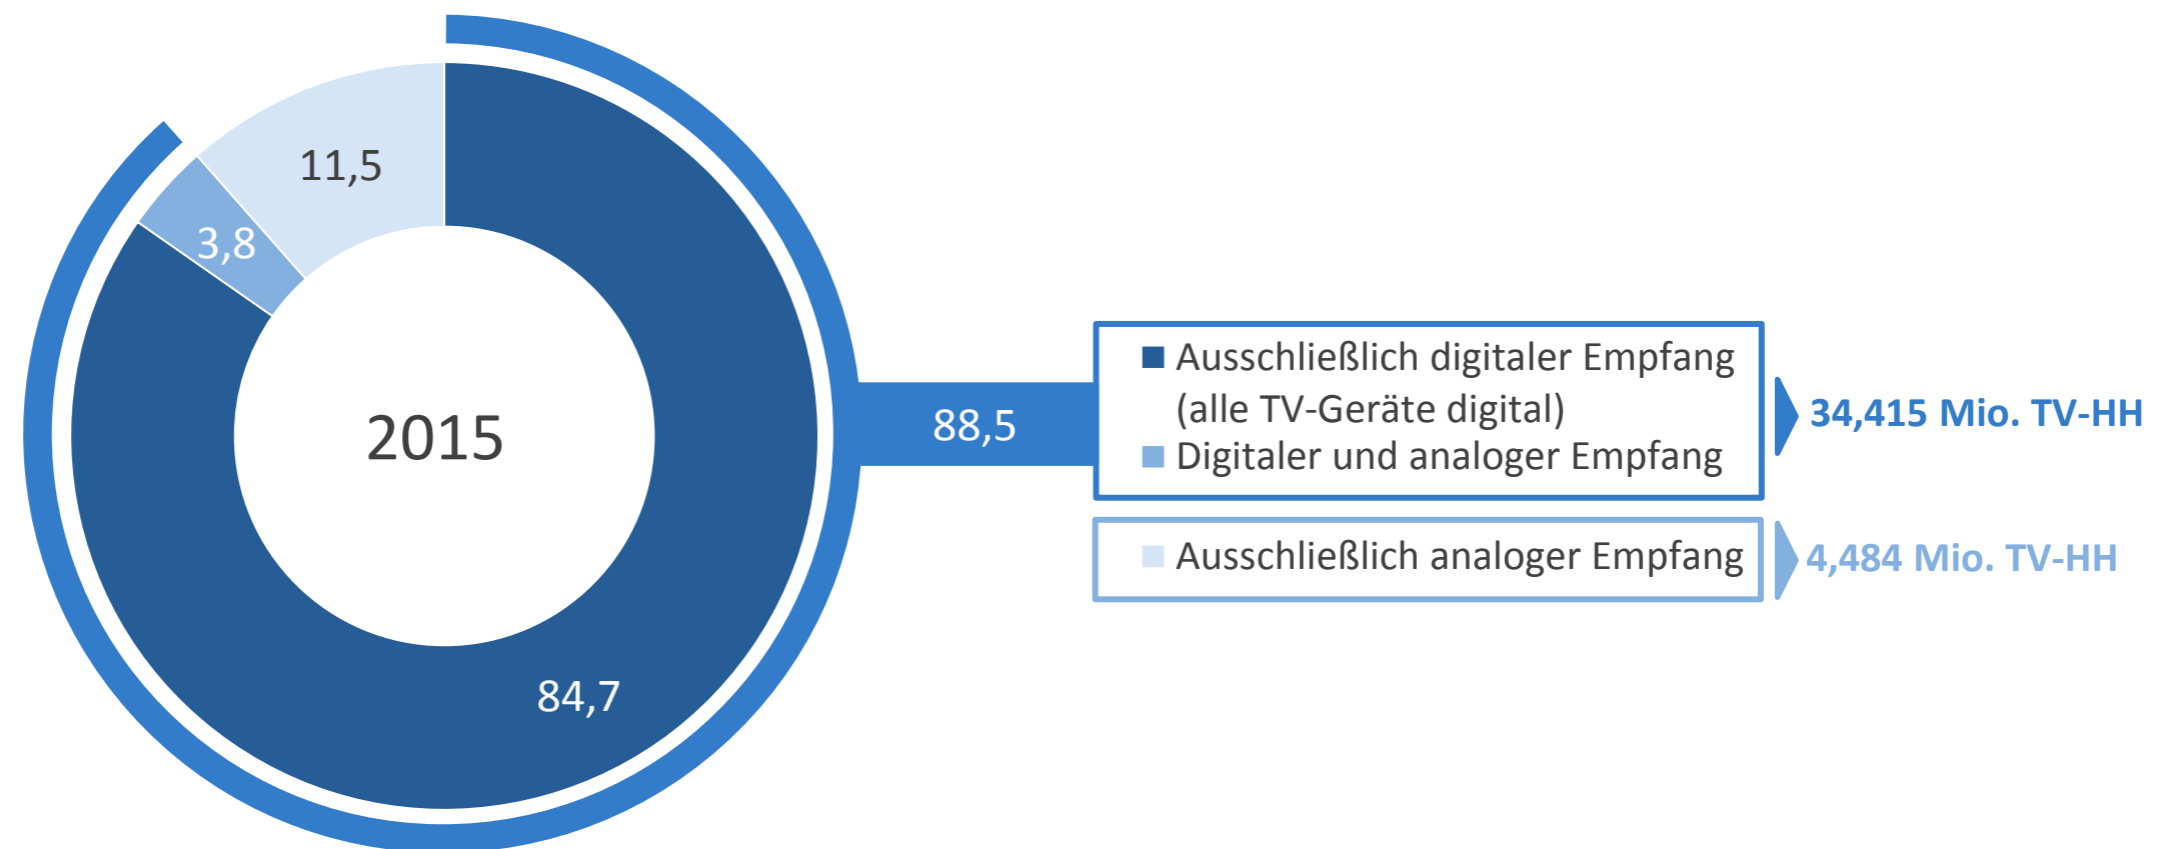 11,5
3,8
2015
84,7
88,5
Ausschließlich digitaler Empfang
(alle TV-Geräte digital)
Digitaler und analoger Empfang
34,415 Mio. TV-HH
Ausschließlich analoger Empfang
4,484 Mio. TV-HH